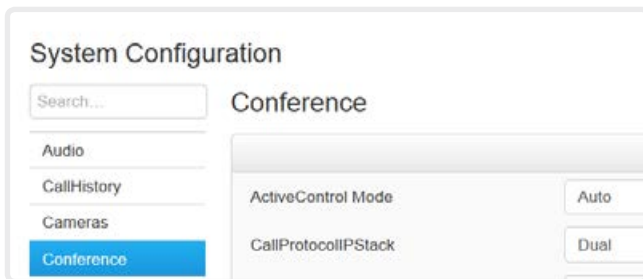 System Configuration
Search...
Audio
CallHistory
Cameras
Conference
Conference
ActiveControl Mode
Auto
CallProtocolIPStack
Dual